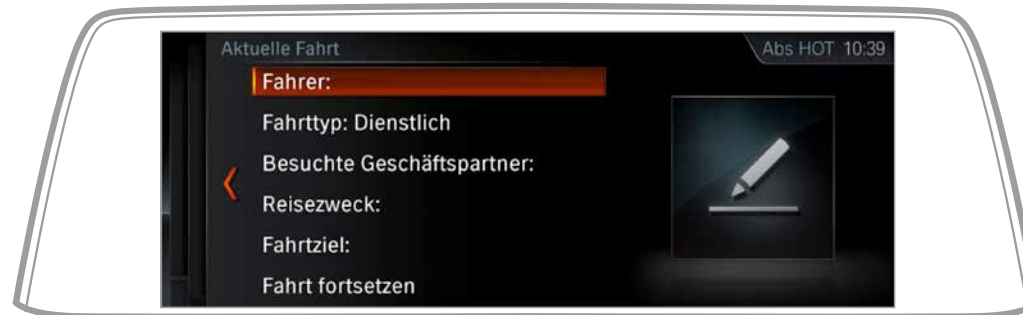 Aktuelle Fahrt
Abs HOT 10:39
Fahrer:
Fahrttyp: Dienstlich
Besuchte Geschäftspartner:
Reisezweck:
Fahrtziel:
Fahrt fortsetzen